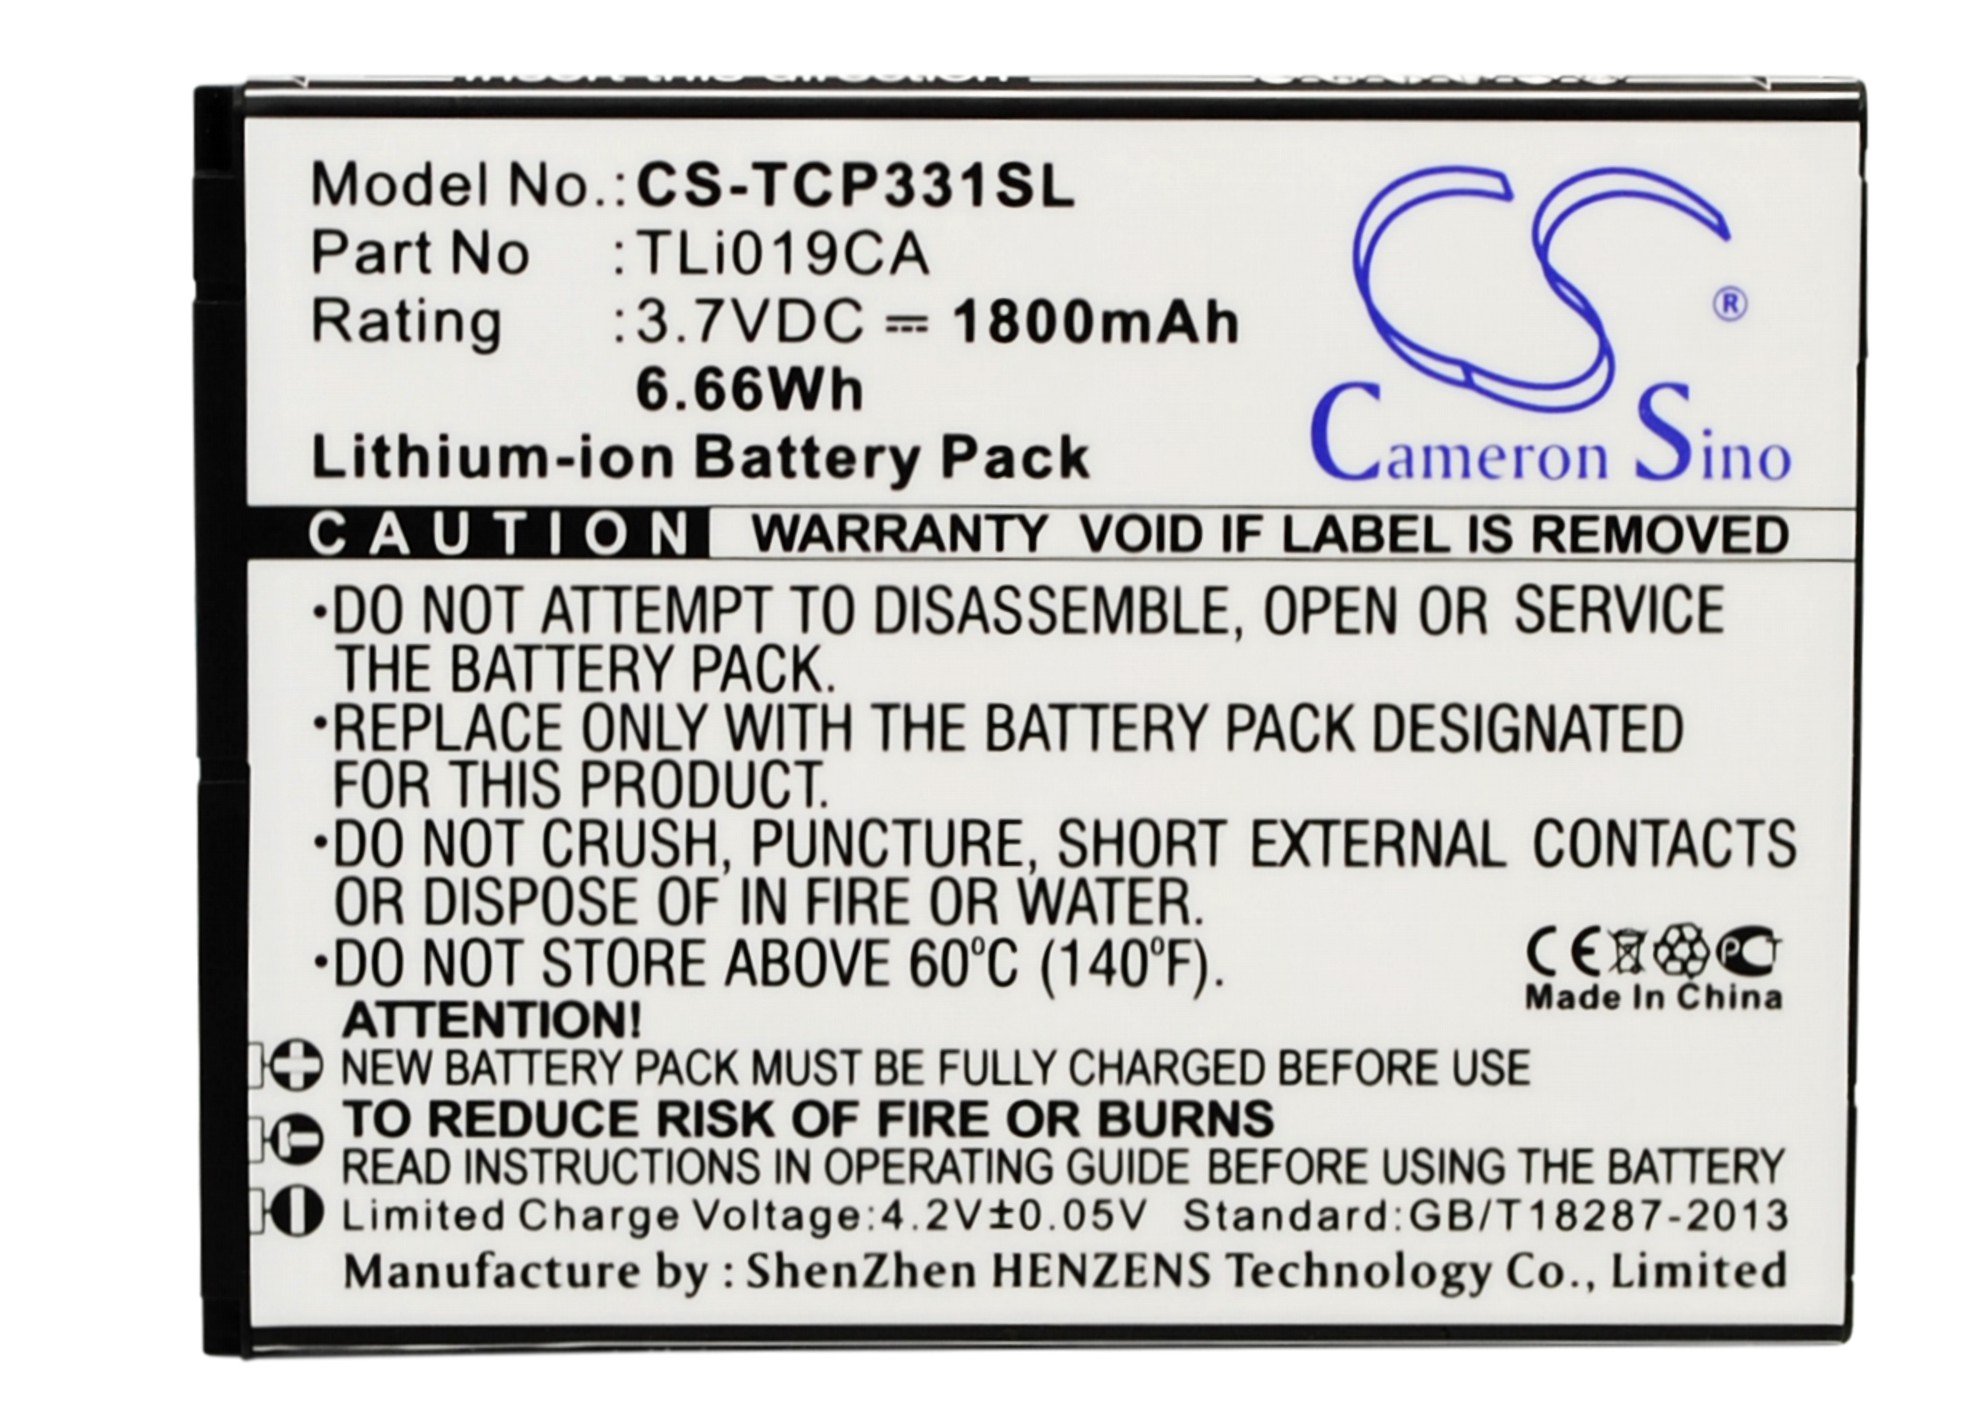 Insert this direction
Model No.: CS-TCP331SL
Part No : TLi019CA
Rating : 3.7VDC ⎓ 1800mAh
6.66Wh
Lithium-ion Battery Pack
Cameron Sino ®
CAUTION WARRANTY VOID IF LABEL IS REMOVED
•DO NOT ATTEMPT TO DISASSEMBLE, OPEN OR SERVICE
THE BATTERY PACK.
•REPLACE ONLY WITH THE BATTERY PACK DESIGNATED
FOR THIS PRODUCT.
•DO NOT CRUSH, PUNCTURE, SHORT EXTERNAL CONTACTS
OR DISPOSE OF IN FIRE OR WATER.
•DO NOT STORE ABOVE 60°C (140°F).
CE PCT
Made In China
ATTENTION!
NEW BATTERY PACK MUST BE FULLY CHARGED BEFORE USE
TO REDUCE RISK OF FIRE OR BURNS
READ INSTRUCTIONS IN OPERATING GUIDE BEFORE USING THE BATTERY
Limited Charge Voltage:4.2V±0.05V Standard:GB/T18287-2013
Manufacture by : ShenZhen HENZENS Technology Co., Limited